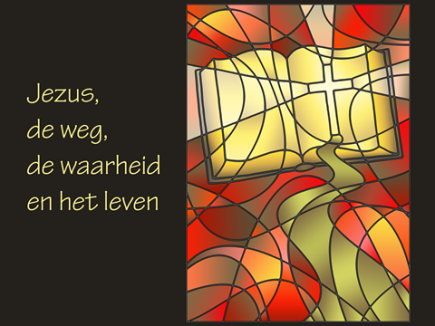 Jezus,
de weg,
de waarheid
en het leven